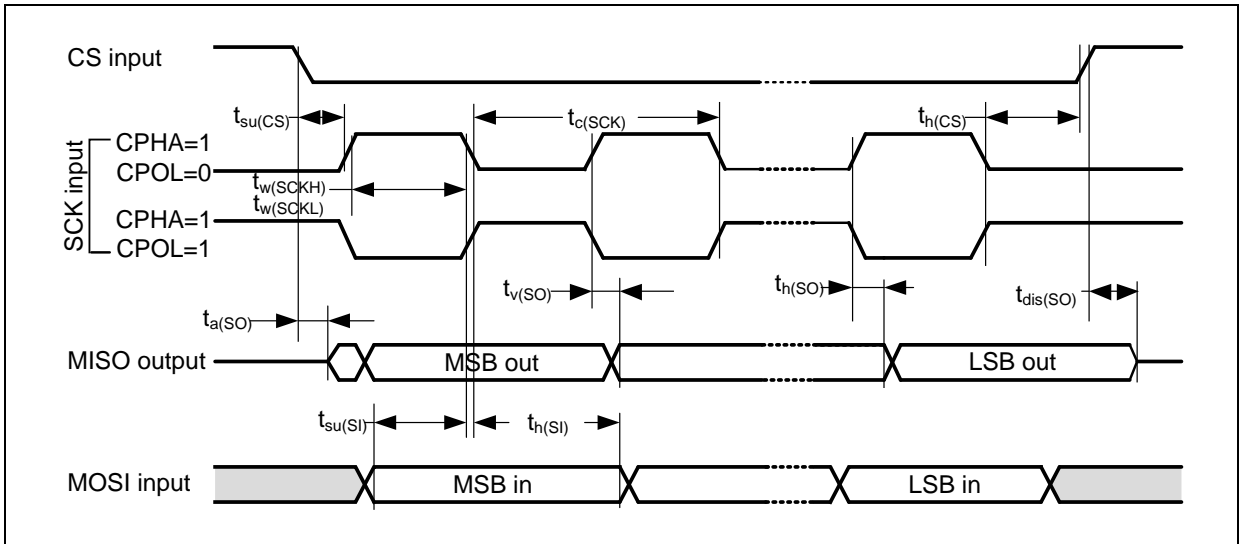 CS input
tsu(CS)
tc(SCK)
th(CS)
SCK input
CPHA=1
CPOL=0
tw(SCKH)
tw(SCKL)
CPHA=1
CPOL=1
tv(SO)
th(SO)
tdis(SO)
ta(SO)
MISO output
MSB out
LSB out
tsu(SI)
th(SI)
MOSI input
MSB in
LSB in